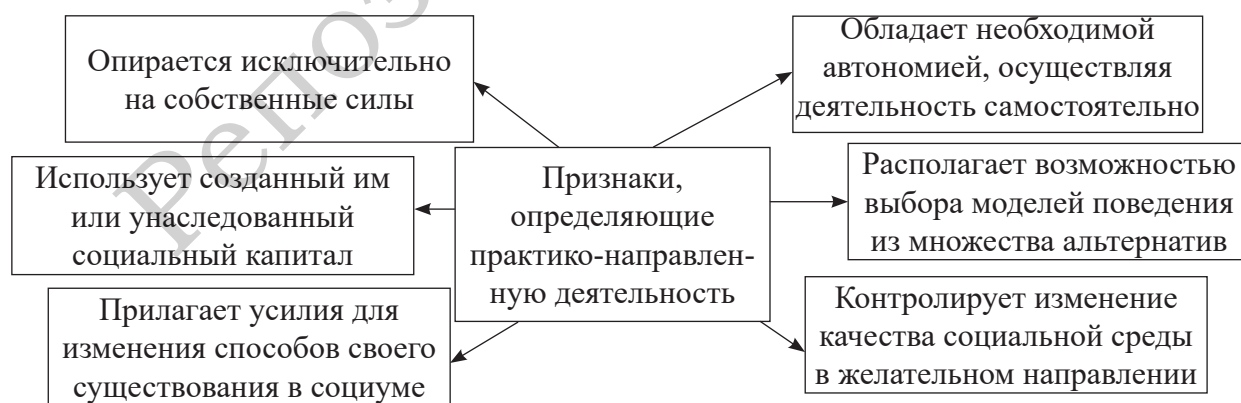 Опирается исключительно
на собственные силы
Обладает необходимой
автономией, осуществляя
деятельность самостоятельно
Использует созданный им
или унаследованный
социальный капитал
Признаки,
определяющие
практико-направлен-
ную деятельность
Располагает возможностью
выбора моделей поведения
из множества альтернатив
Прилагает усилия для
изменения способов своего
существования в социуме
Контролирует изменение
качества социальной среды
в желательном направлении
Репоз